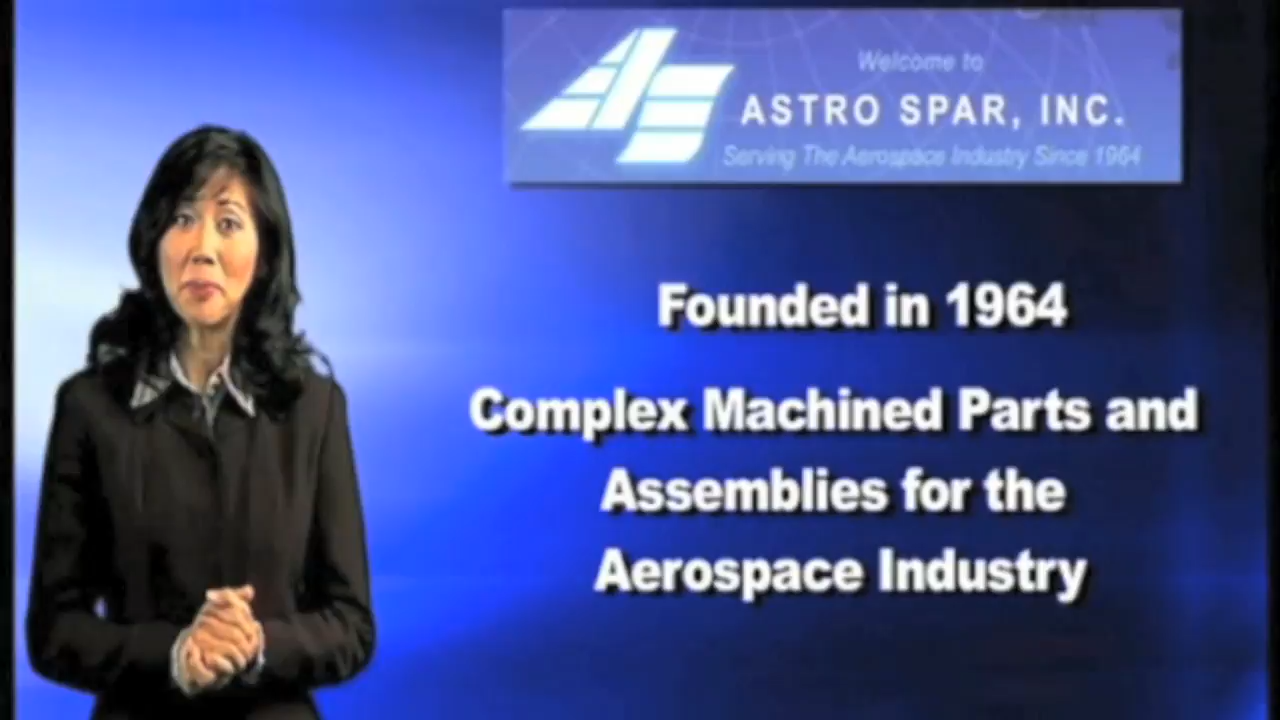 Welcome to
ASTRO SPAR, INC.
Serving The Aerospace Industry Since 1964
Founded in 1964
Complex Machined Parts and
Assemblies for the
Aerospace Industry